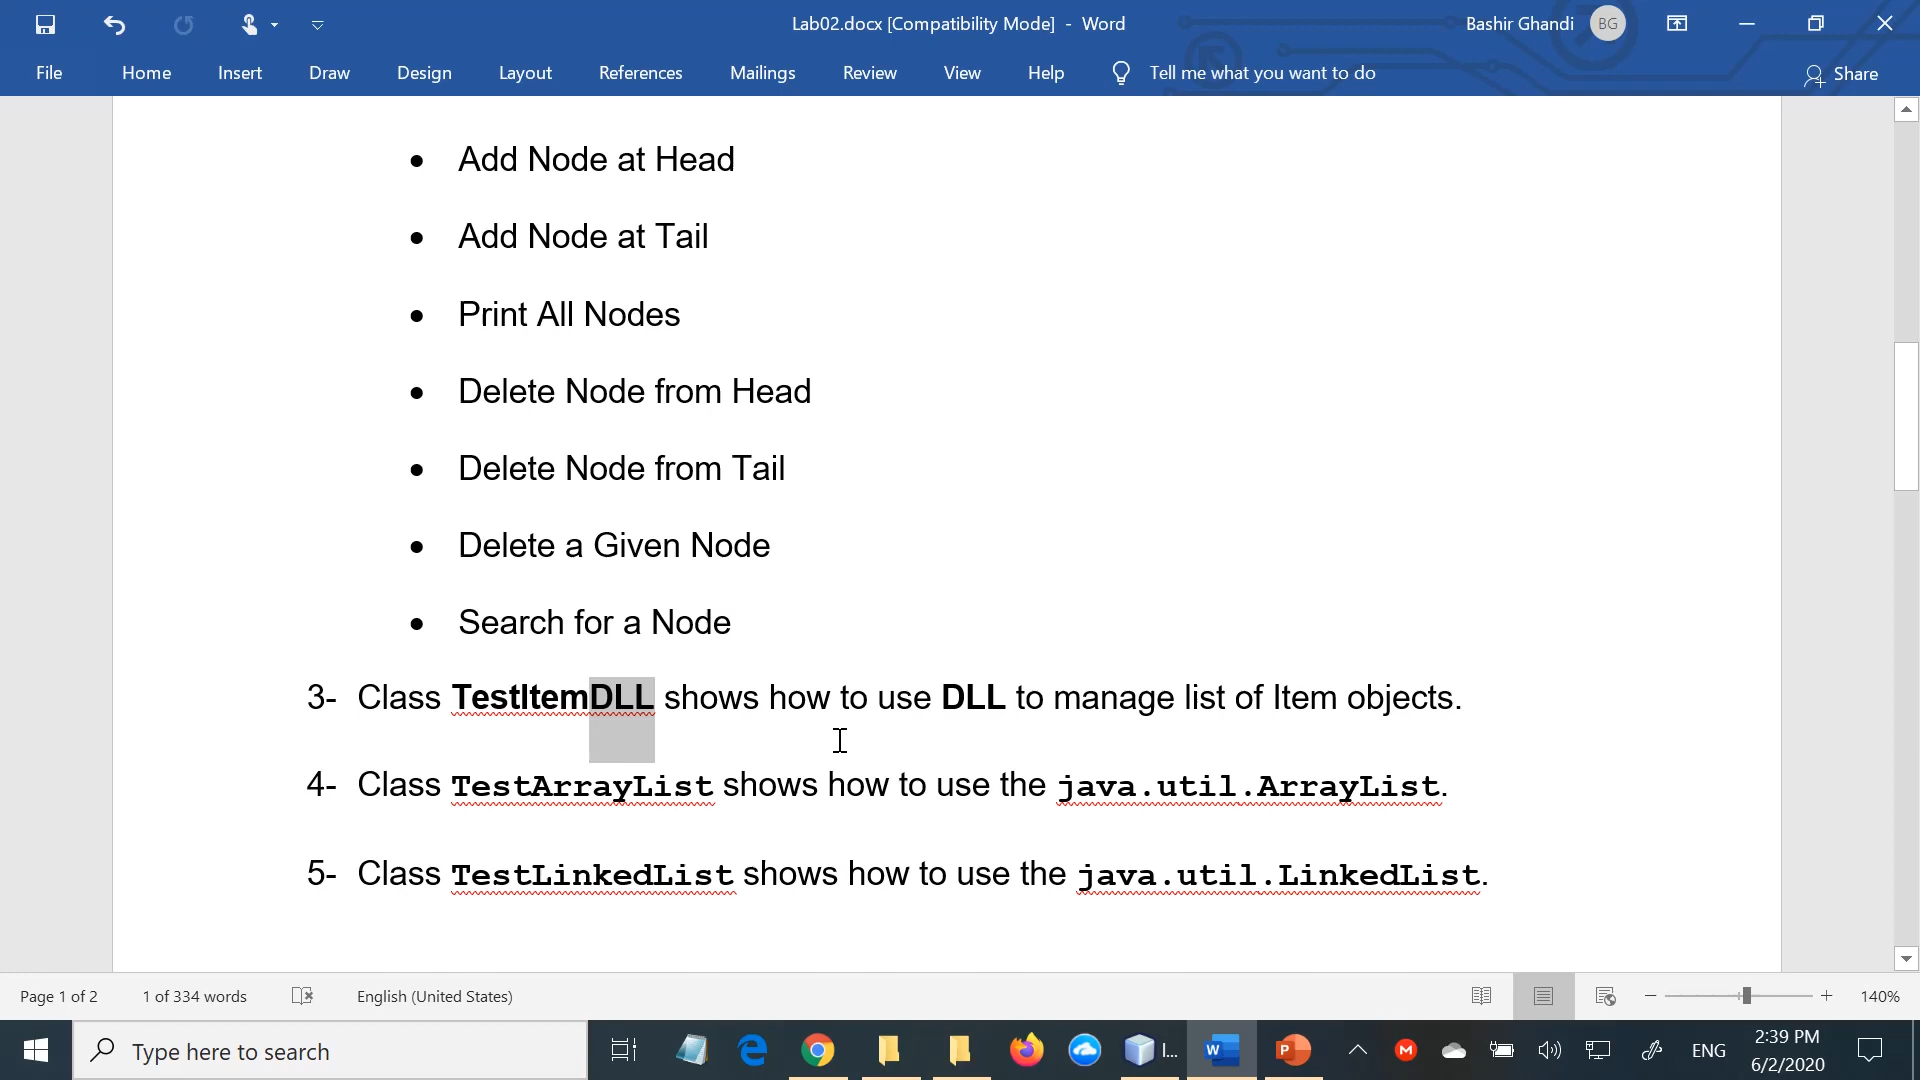 Lab02.docx [Compatibility Mode] - Word
Bashir Ghandi
BG
File Home Insert Draw Design Layout References Mailings Review View Help Tell me what you want to do Share
• Add Node at Head
• Add Node at Tail
• Print All Nodes
• Delete Node from Head
• Delete Node from Tail
• Delete a Given Node
• Search for a Node
3- Class TestItemDLL shows how to use DLL to manage list of Item objects.
4- Class TestArrayList shows how to use the java.util.ArrayList.
5- Class TestLinkedList shows how to use the java.util.LinkedList.
Page 1 of 2 1 of 334 words English (United States) 140%
Type here to search
I...
ENG
2:39 PM
6/2/2020